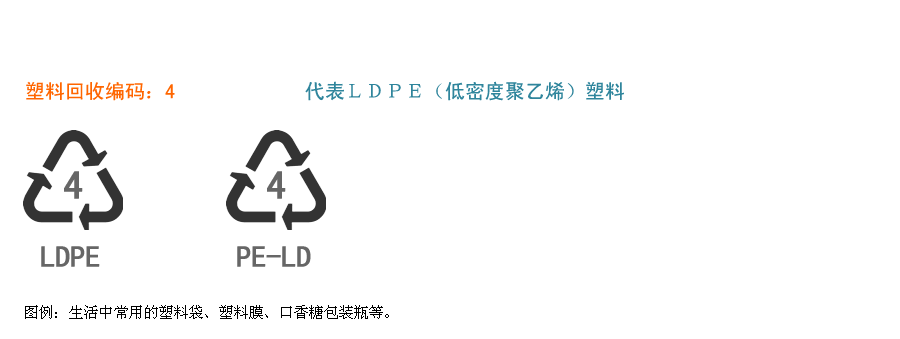 塑料回收编码：4 代表ＬＤＰＥ（低密度聚乙烯）塑料
4 4
LDPE PE-LD
图例：生活中常用的塑料袋、塑料膜、口香糖包装瓶等。